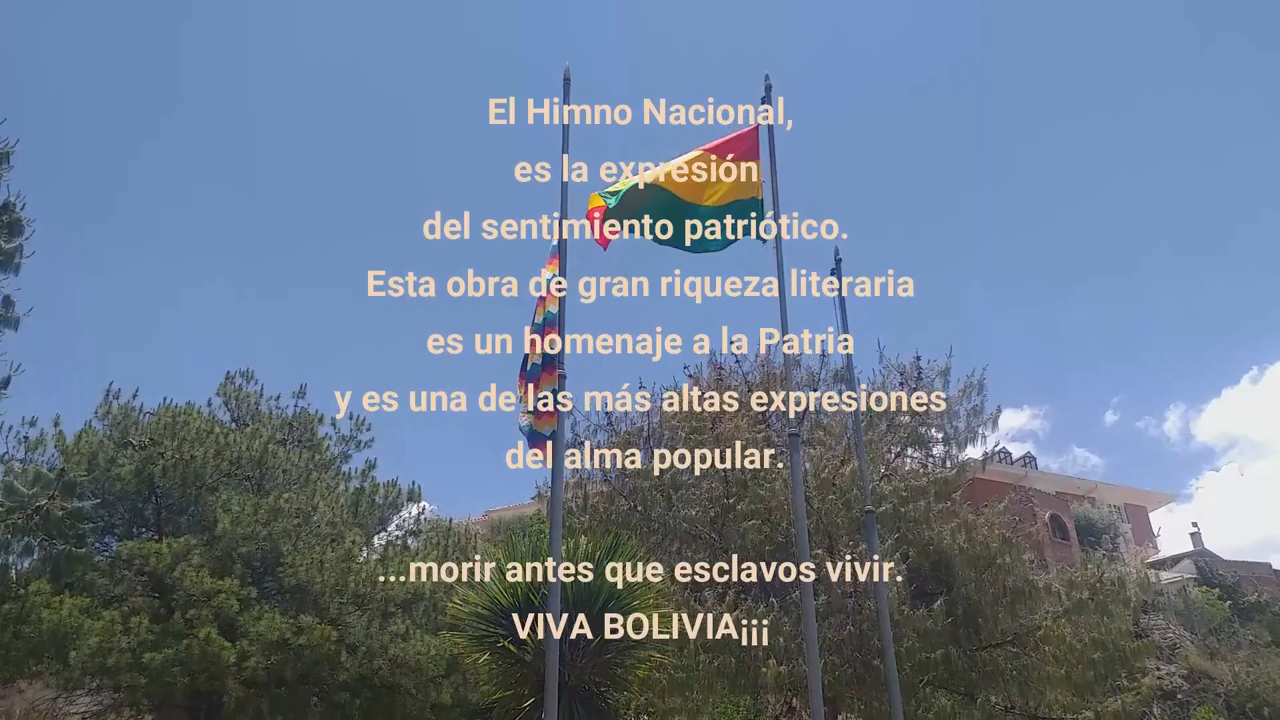 El Himno Nacional,
es la expresión
del sentimiento patriótico.
Esta obra de gran riqueza literaria
es un homenaje a la Patria
y es una de las más altas expresiones
del alma popular.
...morir antes que esclavos vivir.
VIVA BOLIVIA¡¡¡